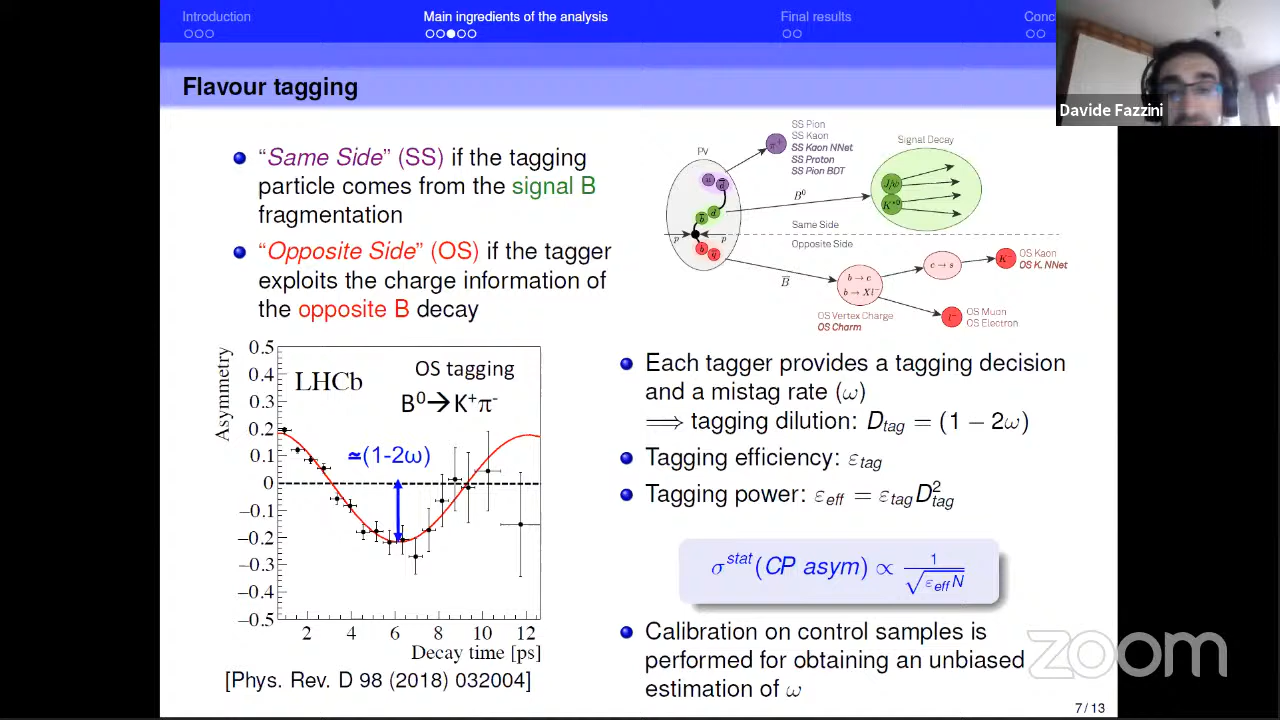 Introduction
Main ingredients of the analysis
Final results
Conc
Davide Fazzini
Flavour tagging
“Same Side” (SS) if the tagging
particle comes from the signal B
fragmentation
“Opposite Side” (OS) if the tagger
exploits the charge information of
the opposite B decay
SS Pion
SS Kaon
SS Kaon NNet
SS Proton
SS Pion BDT
Signal Decay
PV
π⁺
u d̅
J/ψ
K*⁰
B⁰
b̅ d
Same Side
p p
Opposite Side
b q̅
B̅
b → c
b → Xl⁻
c → s
K⁻
OS Kaon
OS K NNet
OS Vertex Charge
OS Charm
l⁻
OS Muon
OS Electron
Asymmetry
0.5
0.4
0.3
0.2
0.1
0
−0.1
−0.2
−0.3
−0.4
−0.5
LHCb
OS tagging
B⁰→K⁺π⁻
≃(1-2ω)
2 4 6 8 10 12
Decay time [ps]
[Phys. Rev. D 98 (2018) 032004]
Each tagger provides a tagging decision
and a mistag rate (ω)
⟹ tagging dilution: D_tag = (1 − 2ω)
Tagging efficiency: ε_tag
Tagging power: ε_eff = ε_tag D²_tag
σ^stat (CP asym) ∝ 1/√(ε_eff N)
Calibration on control samples is
performed for obtaining an unbiased
estimation of ω
zoom
7 / 13